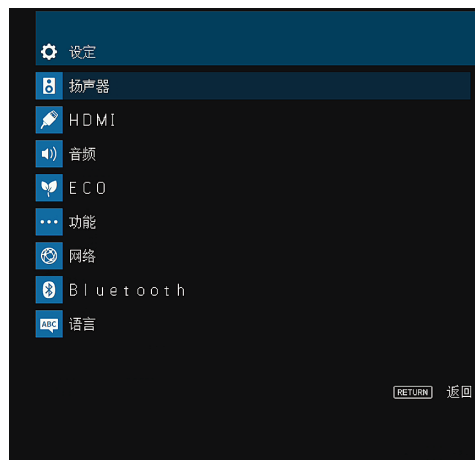 设定
扬声器
HDMI
音频
ECO
功能
网络
Bluetooth
ABC 语言
RETURN 返回